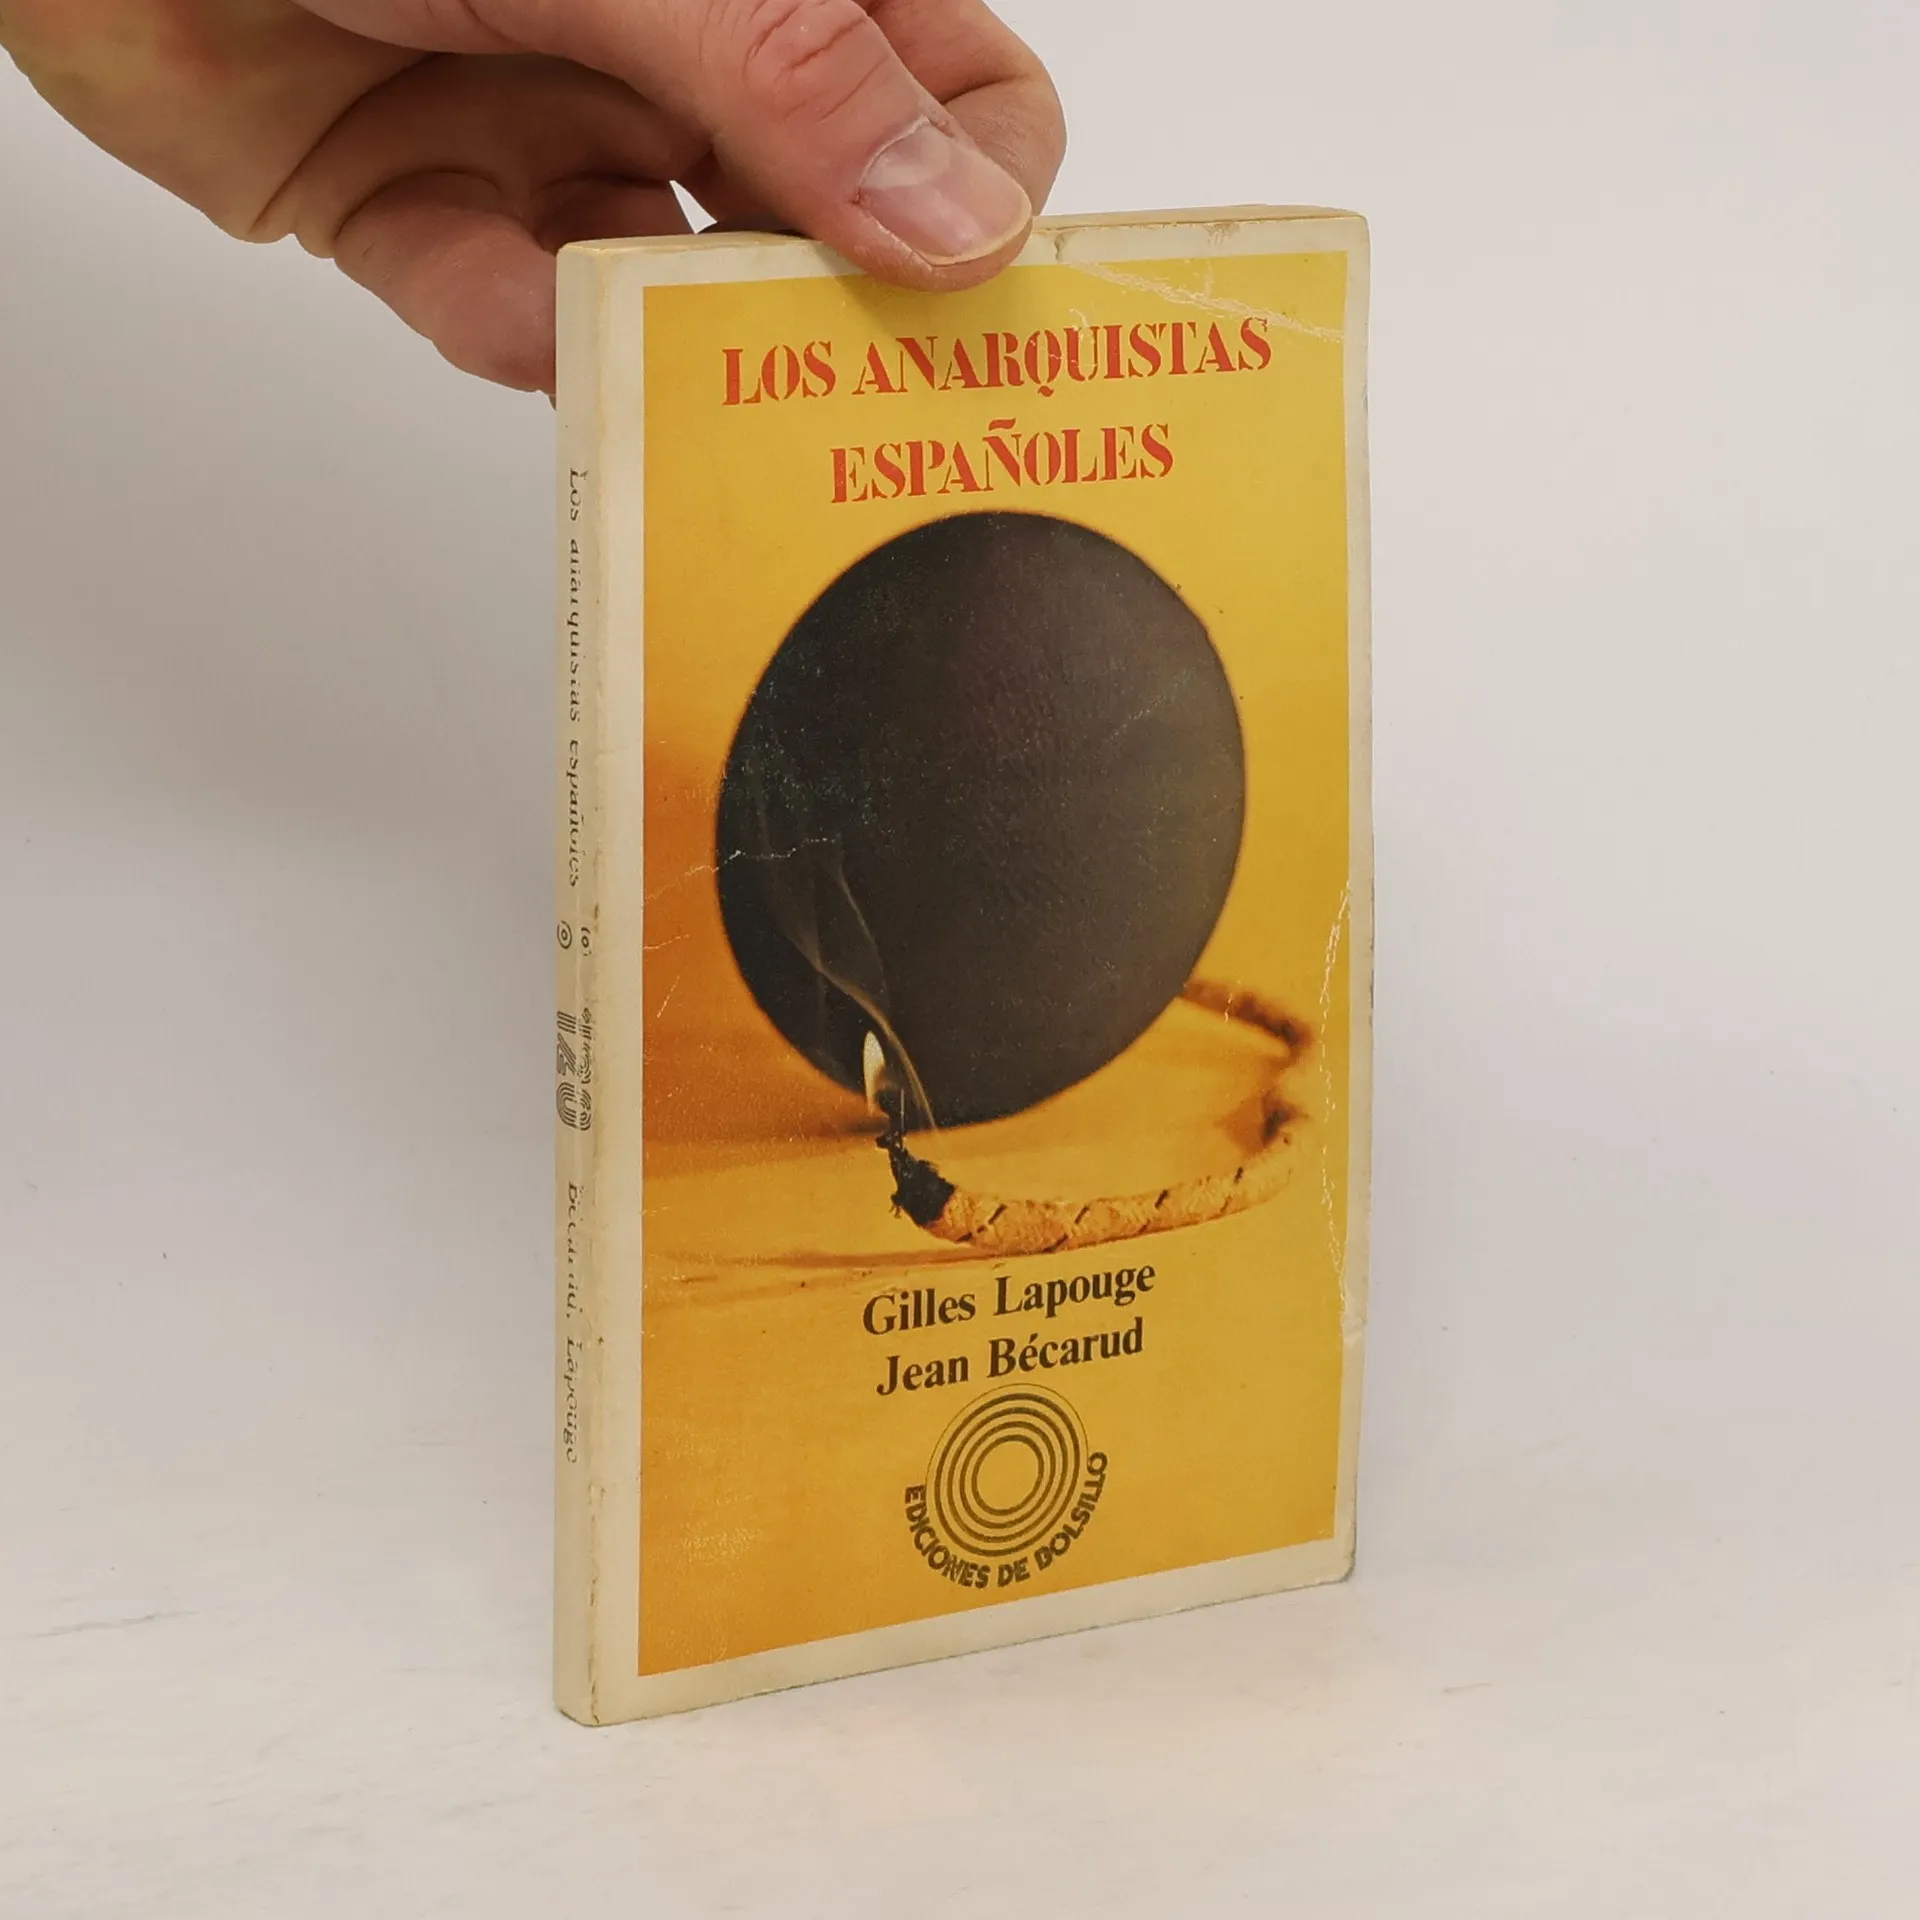 LOS ANARQUISTAS
ESPAÑOLES
Gilles Lapouge
Jean Bécarud
EDICIONES DE BOLSILLO
Los anarquistas españoles
Bécarud, Lapouge